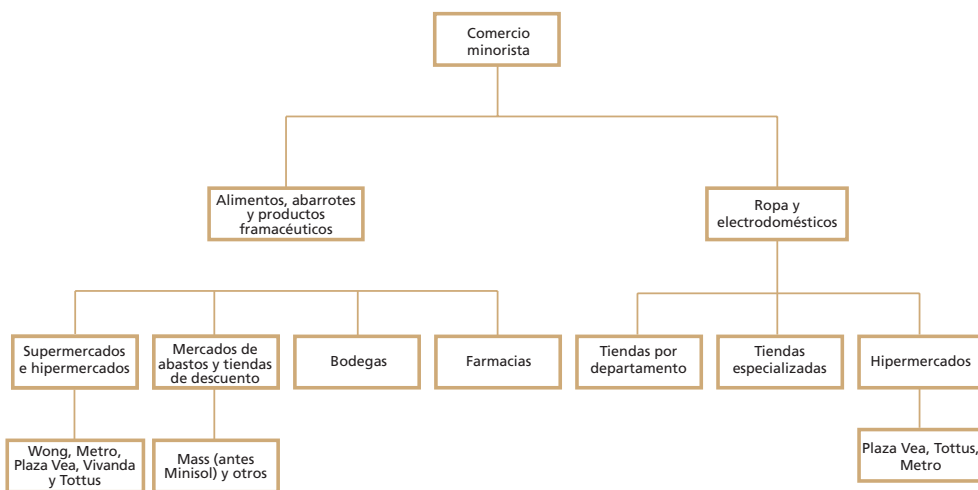 Comercio
minorista
Alimentos, abarrotes
y productos
framacéuticos
Ropa y
electrodomésticos
Supermercados
e hipermercados
Mercados de
abastos y tiendas
de descuento
Bodegas
Farmacias
Tiendas por
departamento
Tiendas
especializadas
Hipermercados
Wong, Metro,
Plaza Vea, Vivanda
y Tottus
Mass (antes
Minisol) y otros
Plaza Vea, Tottus,
Metro